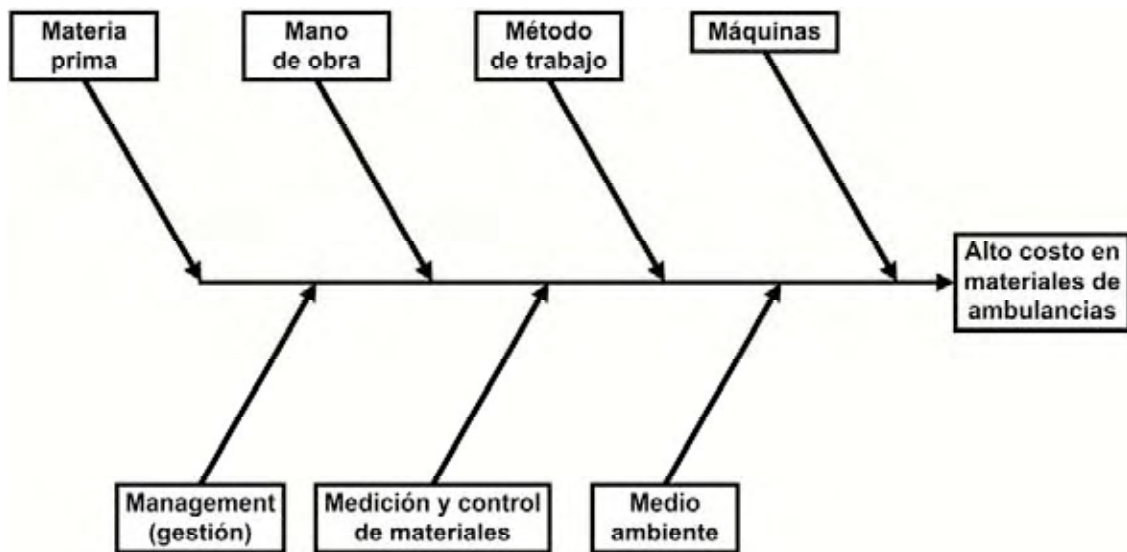 Materia
prima
Mano
de obra
Método
de trabajo
Máquinas
Alto costo en
materiales de
ambulancias
Management
(gestión)
Medición y control
de materiales
Medio
ambiente